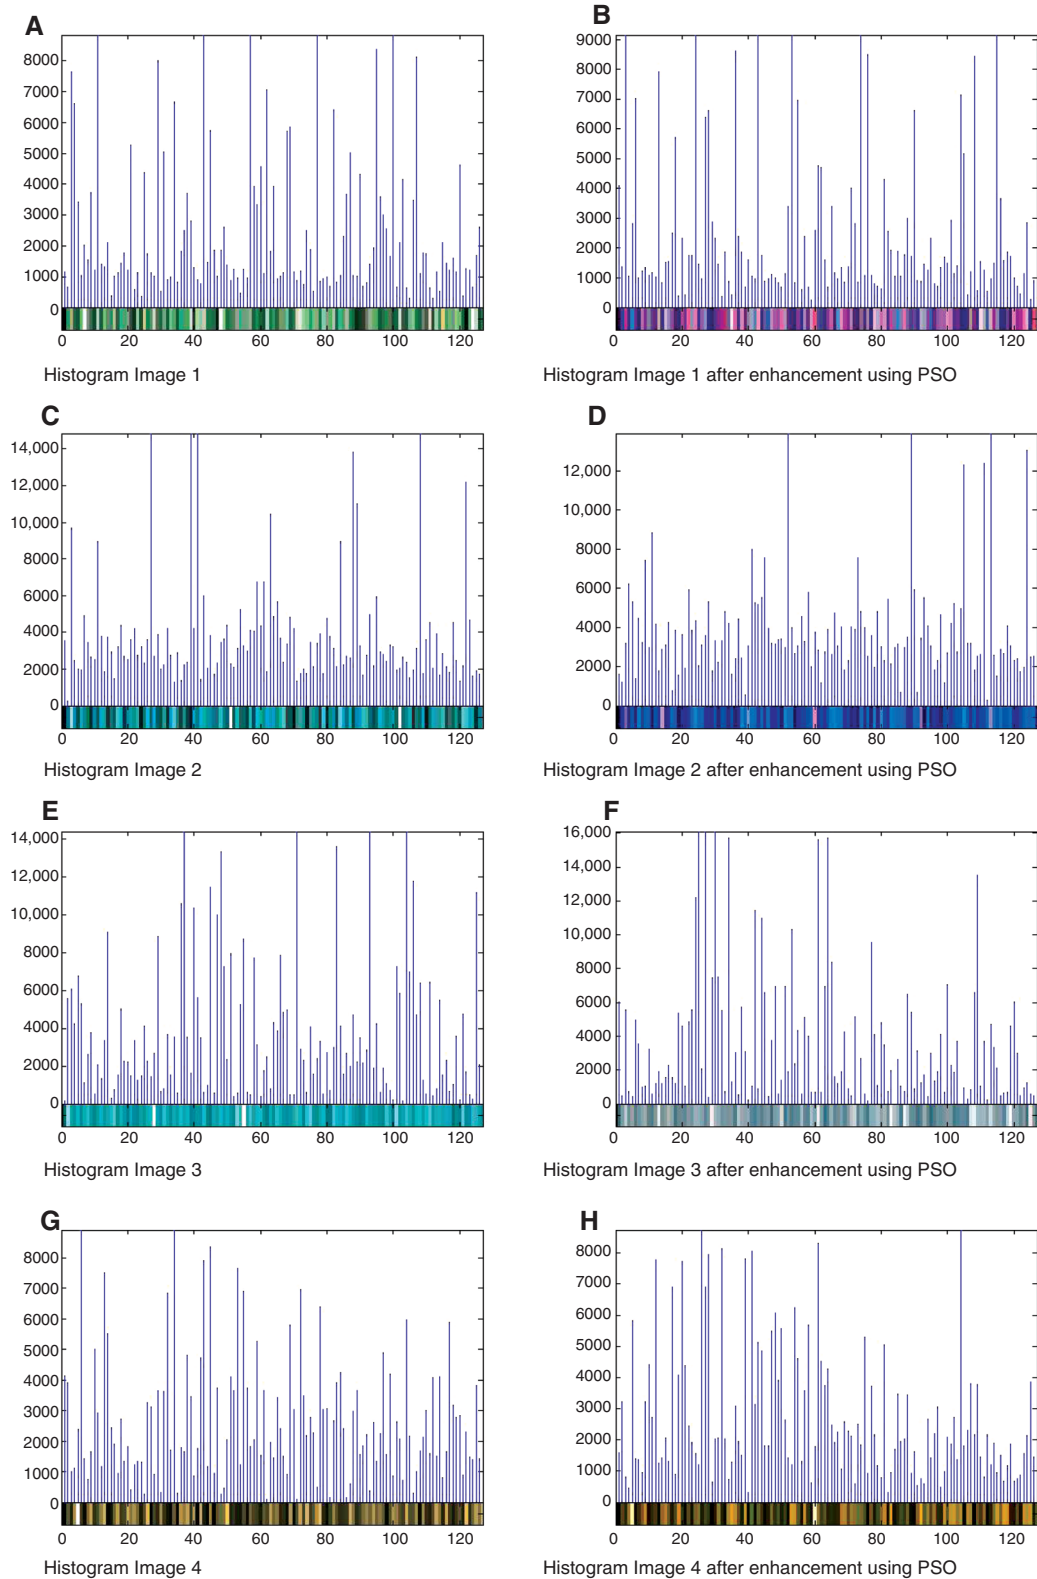 A
8000
7000
6000
5000
4000
3000
2000
1000
0
0 20 40 60 80 100 120
Histogram Image 1
B
9000
8000
7000
6000
5000
4000
3000
2000
1000
0
0 20 40 60 80 100 120
Histogram Image 1 after enhancement using PSO
C
14,000
12,000
10,000
8000
6000
4000
2000
0
0 20 40 60 80 100 120
Histogram Image 2
D
12,000
10,000
8000
6000
4000
2000
0
0 20 40 60 80 100 120
Histogram Image 2 after enhancement using PSO
E
14,000
12,000
10,000
8000
6000
4000
2000
0
0 20 40 60 80 100 120
Histogram Image 3
F
16,000
14,000
12,000
10,000
8000
6000
4000
2000
0
0 20 40 60 80 100 120
Histogram Image 3 after enhancement using PSO
G
8000
7000
6000
5000
4000
3000
2000
1000
0
0 20 40 60 80 100 120
Histogram Image 4
H
8000
7000
6000
5000
4000
3000
2000
1000
0
0 20 40 60 80 100 120
Histogram Image 4 after enhancement using PSO